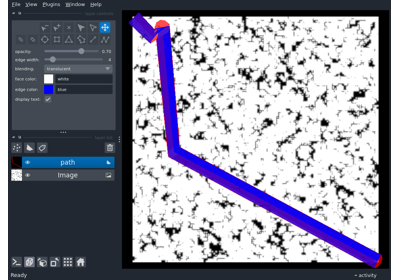 File View Plugins Window Help
opacity: 0.70
edge width: 4
blending: translucent
face color: white
edge color: blue
display text: ✓
path
Image
Ready
activity